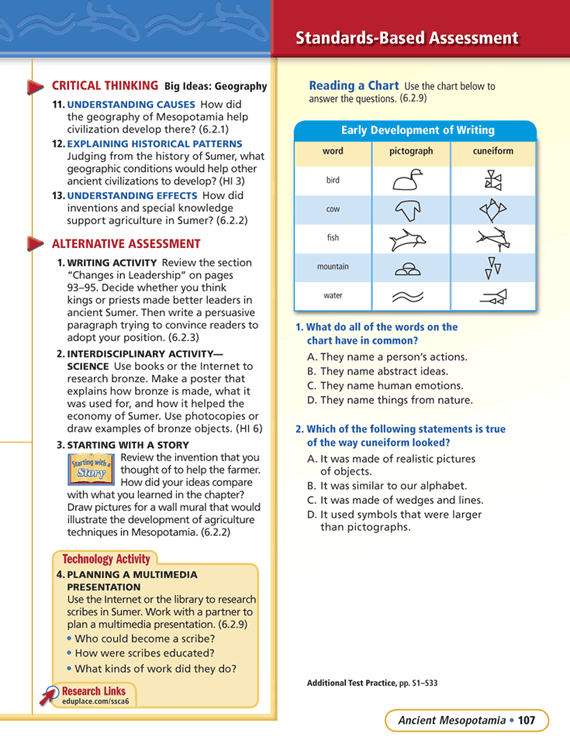 Standards-Based Assessment
CRITICAL THINKING Big Ideas: Geography
11. UNDERSTANDING CAUSES How did
the geography of Mesopotamia help
civilization develop there? (6.2.1)
12. EXPLAINING HISTORICAL PATTERNS
Judging from the history of Sumer, what
geographic conditions would help other
ancient civilizations to develop? (HI 3)
13. UNDERSTANDING EFFECTS How did
inventions and special knowledge
support agriculture in Sumer? (6.2.2)
ALTERNATIVE ASSESSMENT
1. WRITING ACTIVITY Review the section
"Changes in Leadership" on pages
93–95. Decide whether you think
kings or priests made better leaders in
ancient Sumer. Then write a persuasive
paragraph trying to convince readers to
adopt your position. (6.2.3)
2. INTERDISCIPLINARY ACTIVITY—
SCIENCE Use books or the Internet to
research bronze. Make a poster that
explains how bronze is made, what it
was used for, and how it helped the
economy of Sumer. Use photocopies or
draw examples of bronze objects. (HI 6)
3. STARTING WITH A STORY
Starting with a
Story
Review the invention that you
thought of to help the farmer.
How did your ideas compare
with what you learned in the chapter?
Draw pictures for a wall mural that would
illustrate the development of agriculture
techniques in Mesopotamia. (6.2.2)
Technology Activity
4. PLANNING A MULTIMEDIA
PRESENTATION
Use the Internet or the library to research
scribes in Sumer. Work with a partner to
plan a multimedia presentation. (6.2.9)
• Who could become a scribe?
• How were scribes educated?
• What kinds of work did they do?
Research Links
eduplace.com/ssca6
Reading a Chart Use the chart below to
answer the questions. (6.2.9)
Early Development of Writing
word pictograph cuneiform
bird
cow
fish
mountain
water
1. What do all of the words on the
chart have in common?
A. They name a person's actions.
B. They name abstract ideas.
C. They name human emotions.
D. They name things from nature.
2. Which of the following statements is true
of the way cuneiform looked?
A. It was made of realistic pictures
of objects.
B. It was similar to our alphabet.
C. It was made of wedges and lines.
D. It used symbols that were larger
than pictographs.
Additional Test Practice, pp. S1–S33
Ancient Mesopotamia • 107